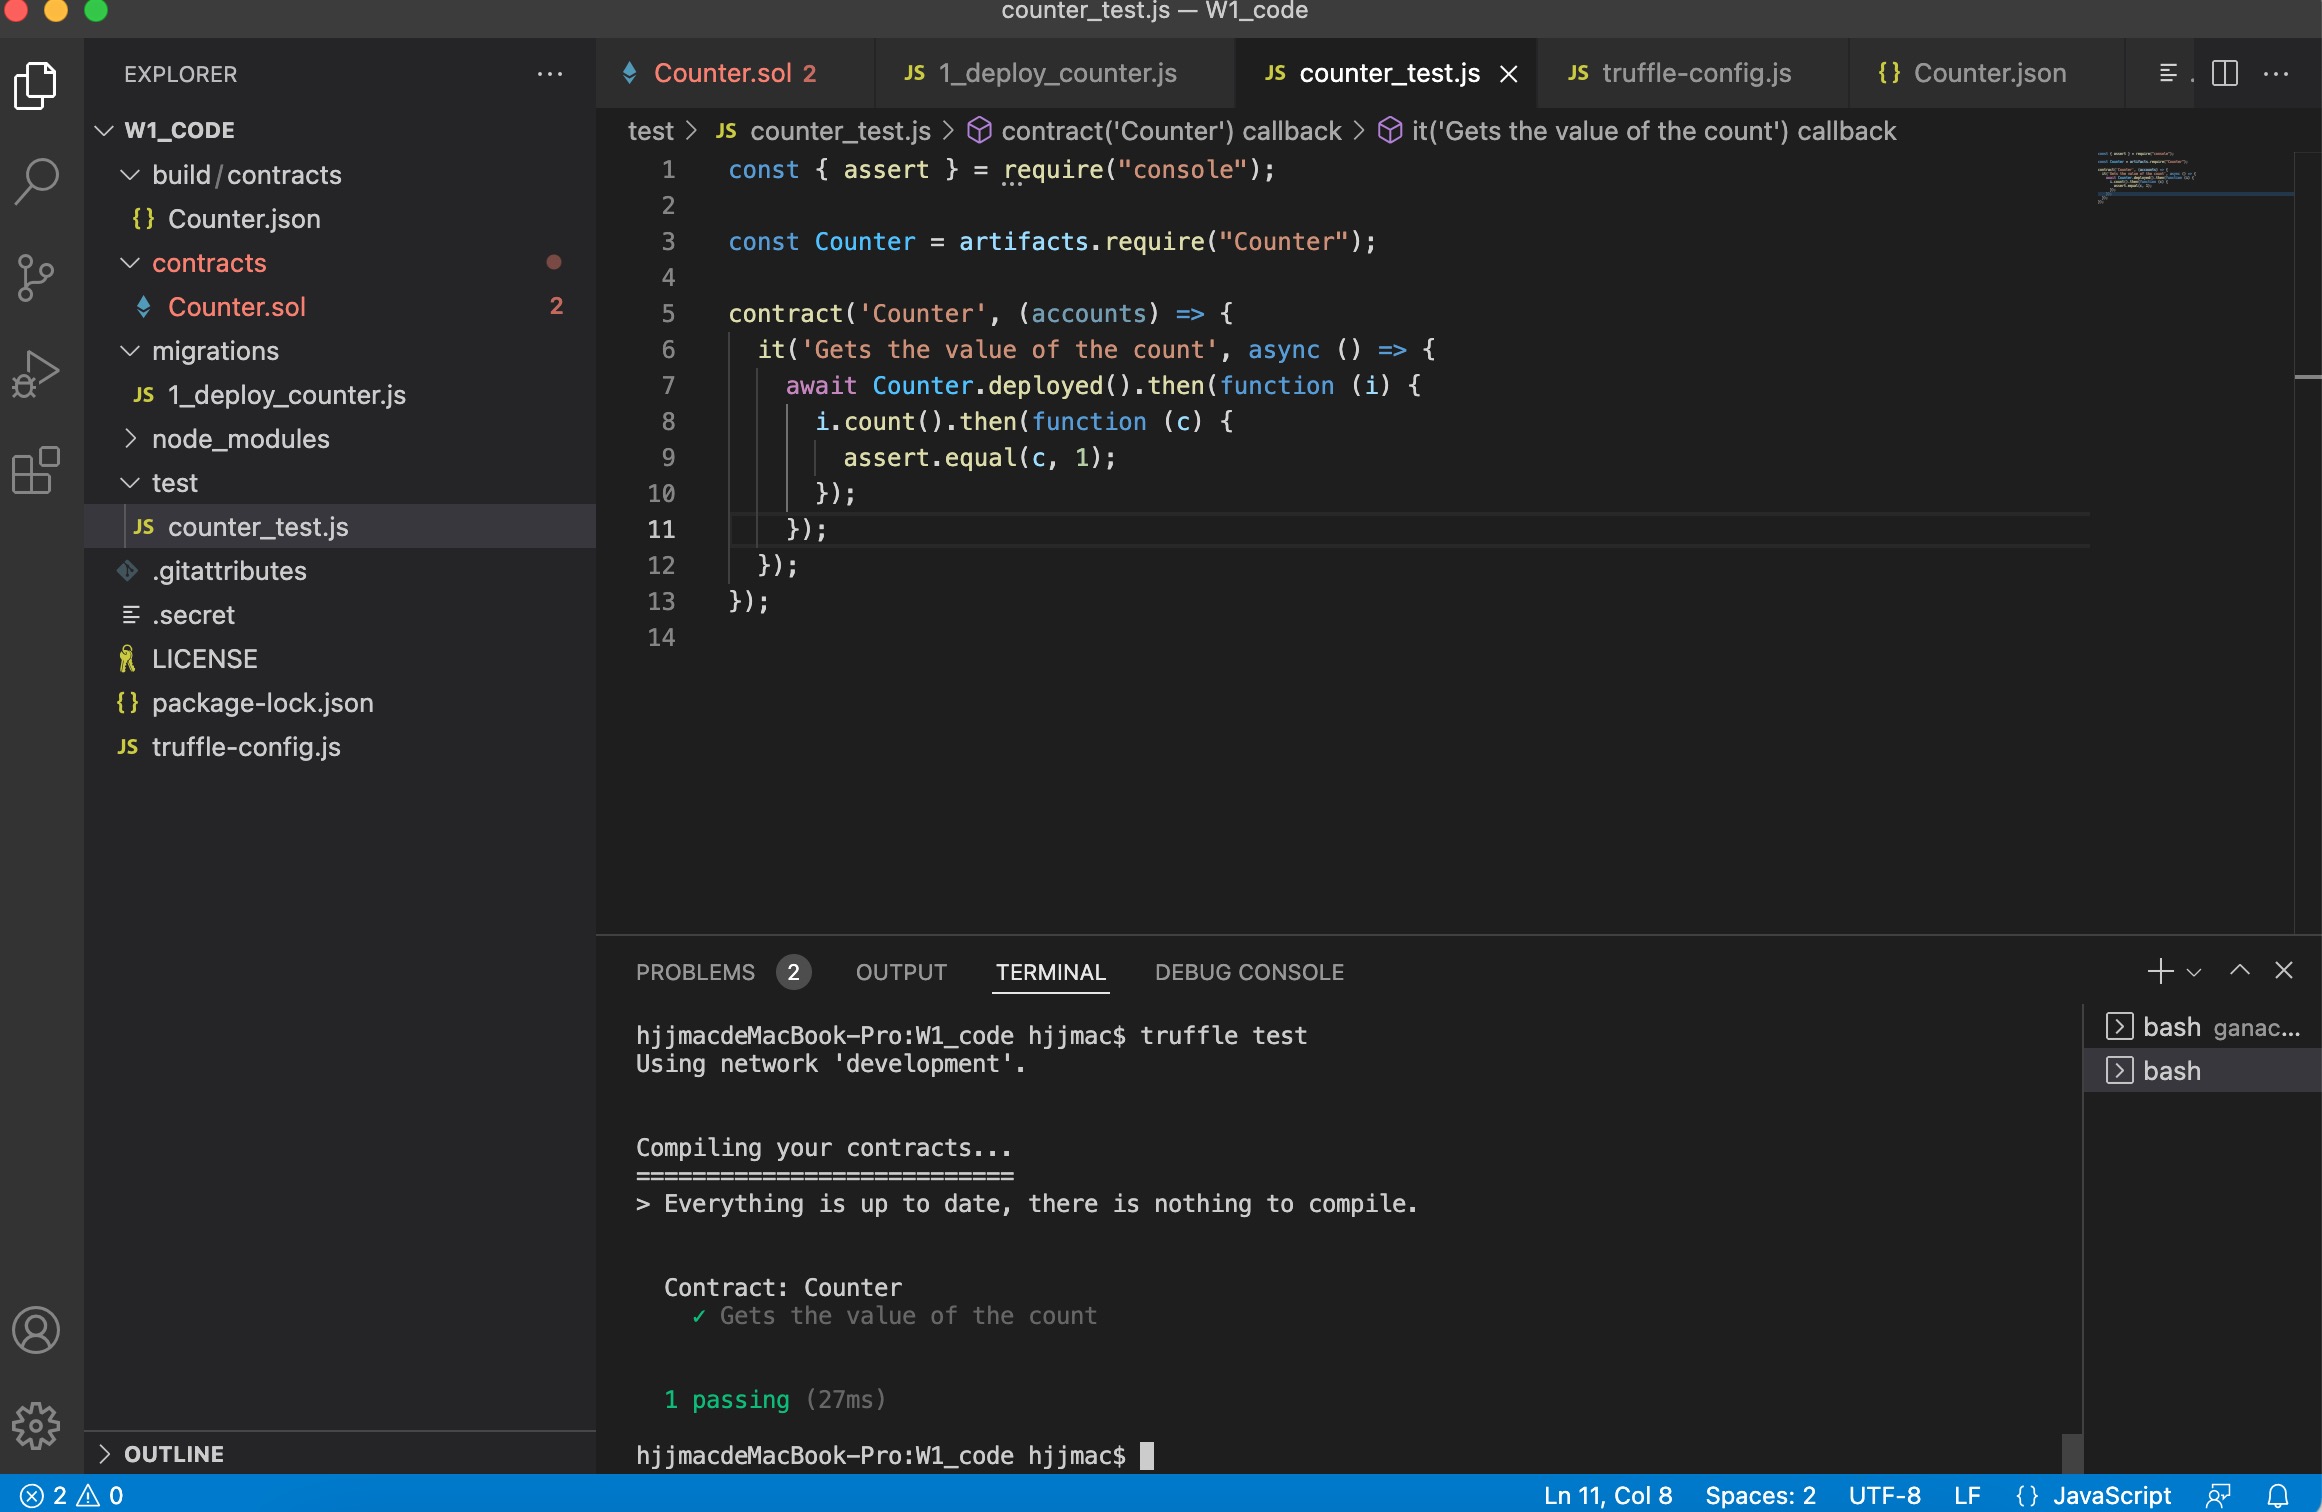 counter_test.js — W1_code
EXPLORER
W1_CODE
build/contracts
{} Counter.json
contracts
Counter.sol 2
migrations
JS 1_deploy_counter.js
node_modules
test
JS counter_test.js
.gitattributes
.secret
LICENSE
{} package-lock.json
JS truffle-config.js
OUTLINE
Counter.sol 2
JS 1_deploy_counter.js
JS counter_test.js
JS truffle-config.js
{} Counter.json
test > JS counter_test.js > contract('Counter') callback > it('Gets the value of the count') callback
1 const { assert } = require("console");
2
3 const Counter = artifacts.require("Counter");
4
5 contract('Counter', (accounts) => {
6 it('Gets the value of the count', async () => {
7 await Counter.deployed().then(function (i) {
8 i.count().then(function (c) {
9 assert.equal(c, 1);
10 });
11 });
12 });
13 });
14
PROBLEMS 2 OUTPUT TERMINAL DEBUG CONSOLE
hjjmacdeMacBook-Pro:W1_code hjjmac$ truffle test
Using network 'development'.
Compiling your contracts...
===========================
> Everything is up to date, there is nothing to compile.
Contract: Counter
✓ Gets the value of the count
1 passing (27ms)
hjjmacdeMacBook-Pro:W1_code hjjmac$
bash ganac...
bash
2 0
Ln 11, Col 8 Spaces: 2 UTF-8 LF {} JavaScript